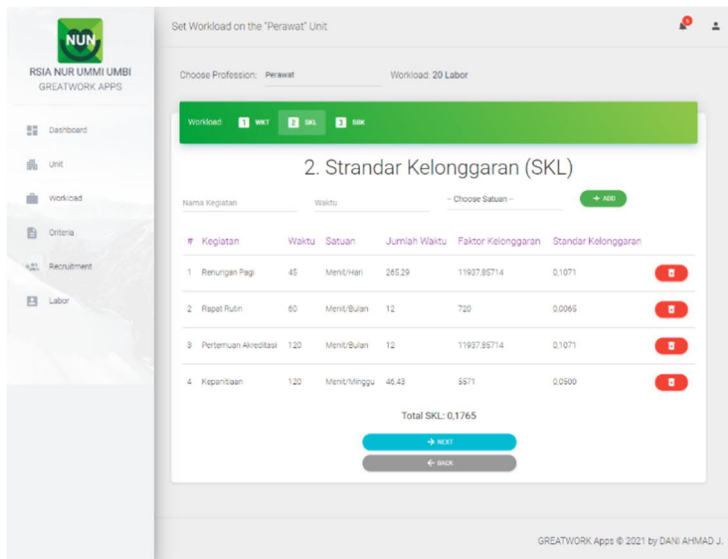 Set Workload on the "Perawat" Unit
5
NUN
RSIA NUR UMMI UMBI
GREATWORK APPS
Dashboard
Unit
Workload
Criteria
Recruitment
Labor
Choose Profession: Perawat Workload: 20 Labor
Workload: 1 WKT 2 SKL 3 SBK
2. Strandar Kelonggaran (SKL)
Nama Kegiatan Waktu -- Choose Satuan -- + ADD
# Kegiatan Waktu Satuan Jumlah Waktu Faktor Kelonggaran Standar Kelonggaran
1 Renungan Pagi 45 Menit/Hari 265,29 11937,85714 0,1071
2 Rapat Rutin 60 Menit/Bulan 12 720 0,0065
3 Pertemuan Akreditasi 120 Menit/Bulan 12 11937,85714 0,1071
4 Kepanitiaan 120 Menit/Minggu 46,43 5571 0,0500
Total SKL: 0,1765
→ NEXT
← BACK
GREATWORK Apps © 2021 by DANI AHMAD J.